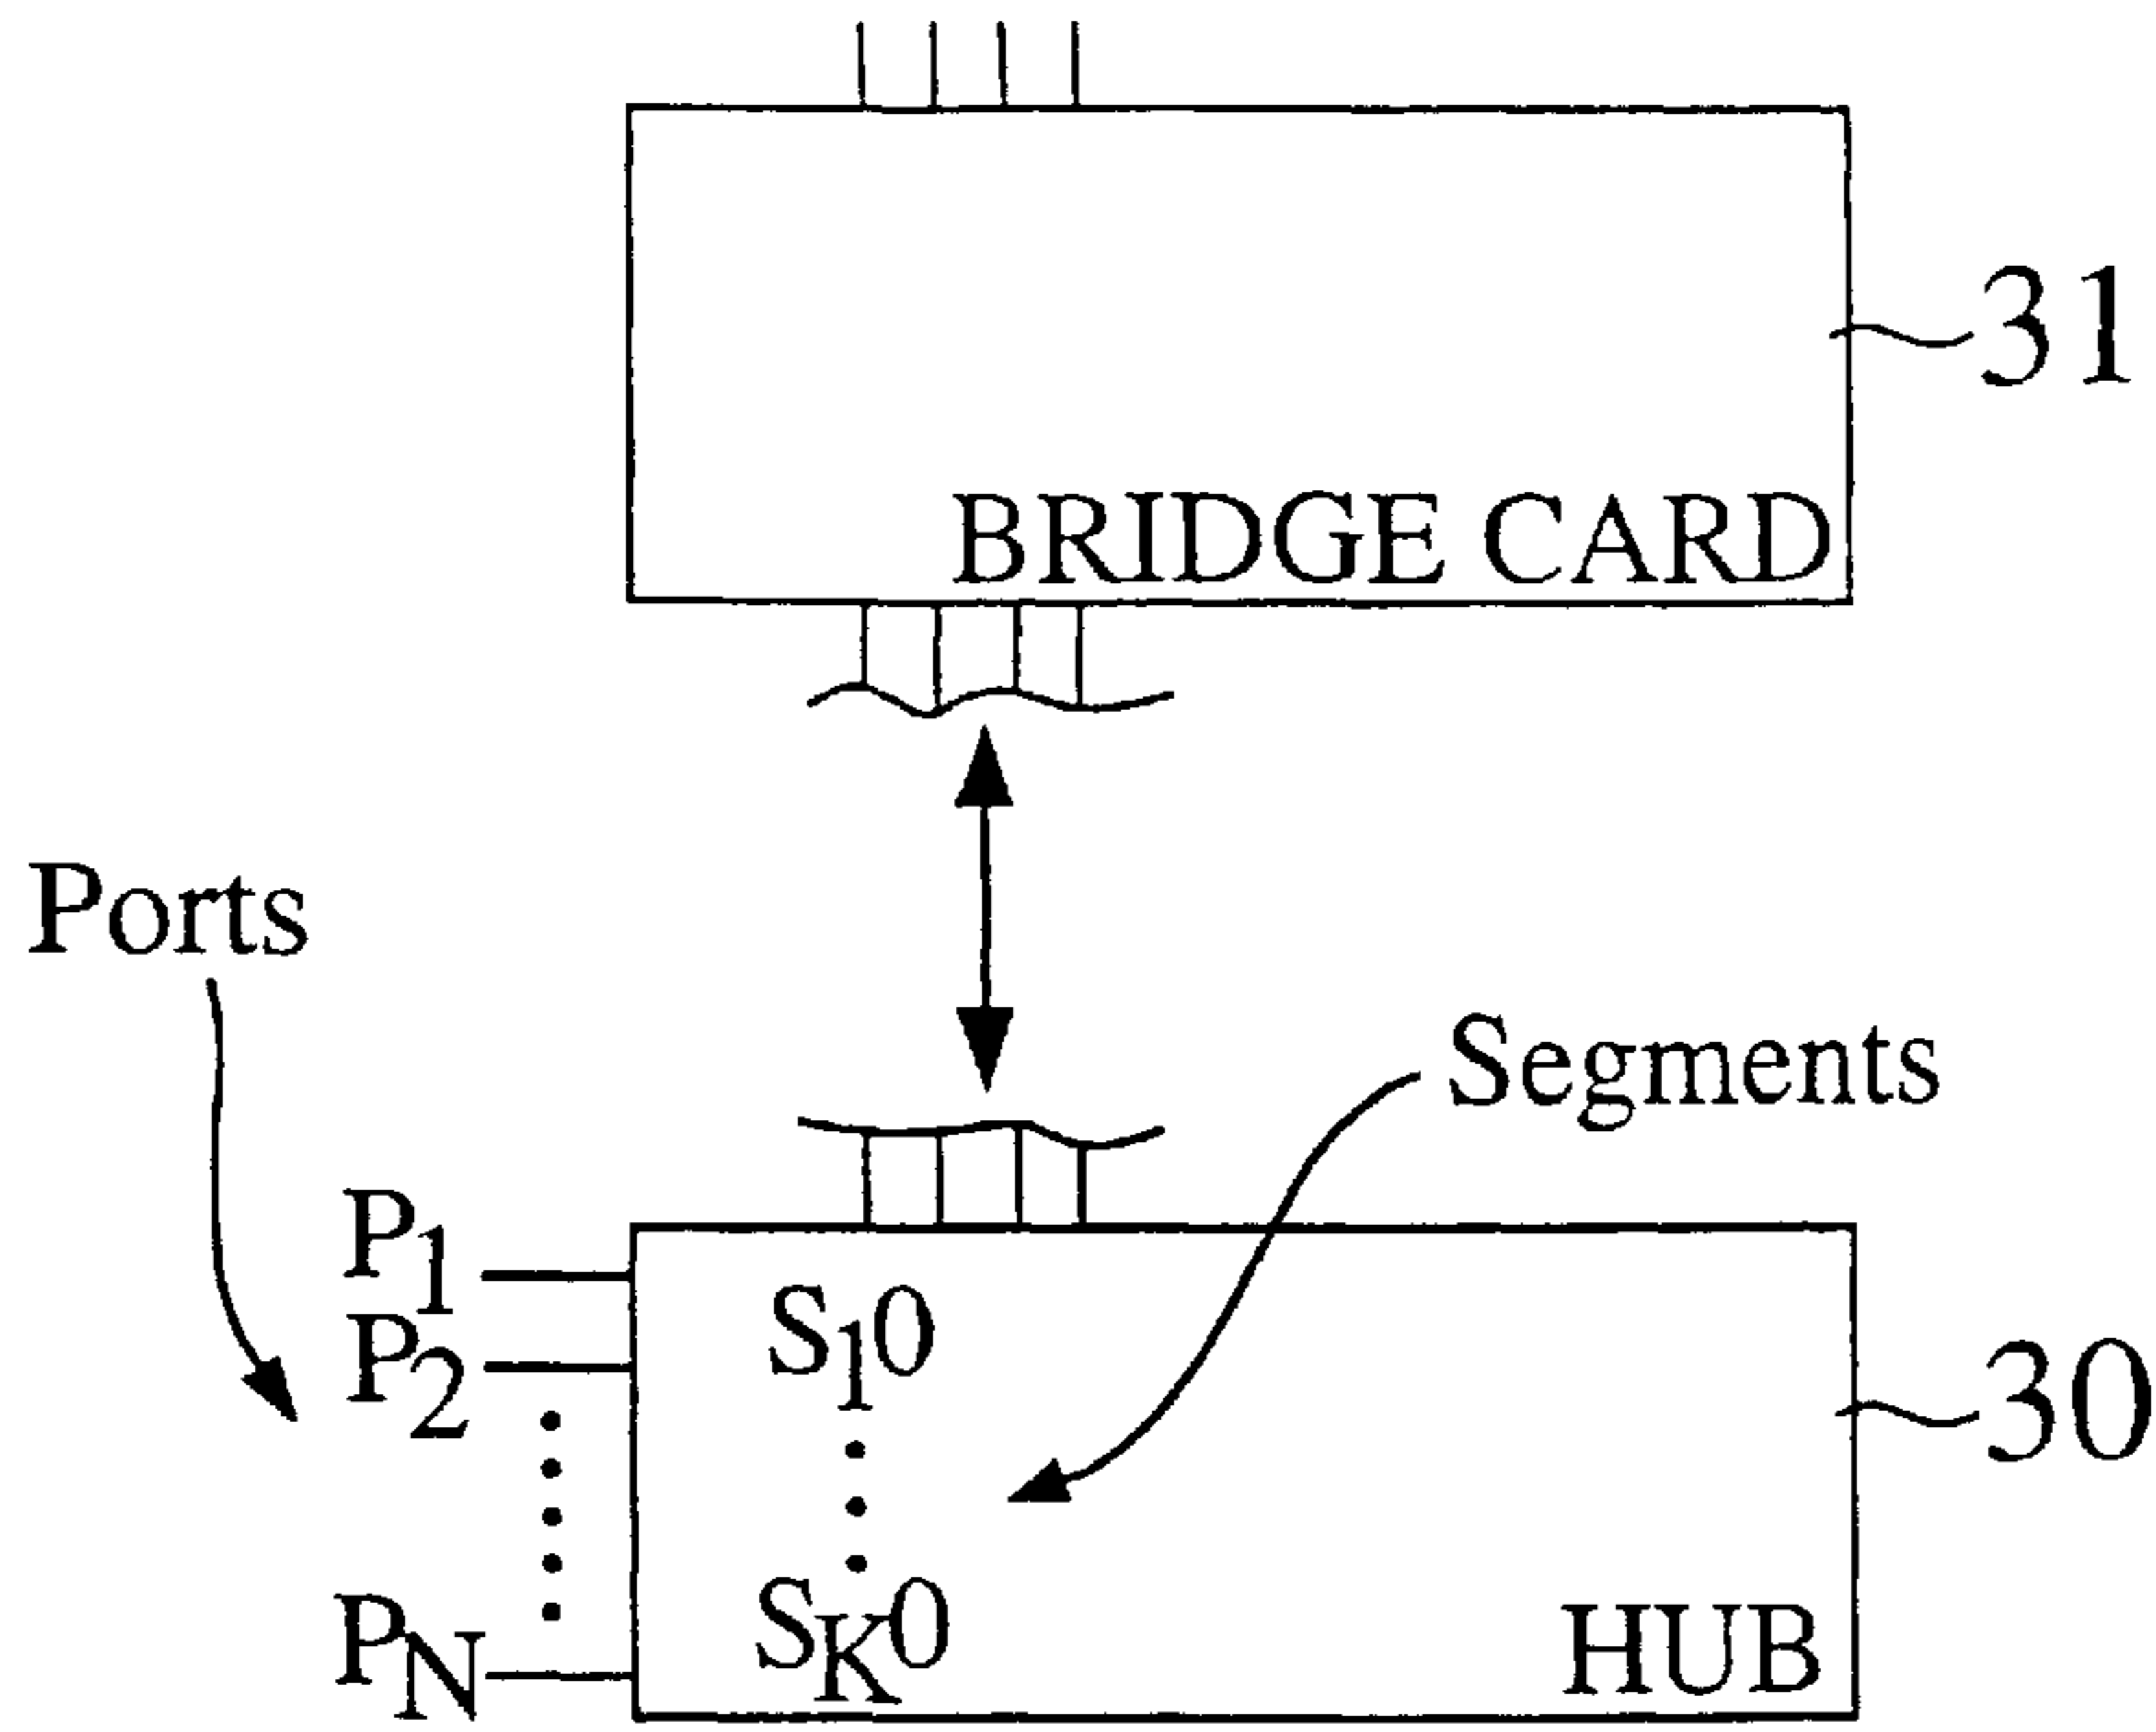 31
BRIDGE CARD
Ports
Segments
P1
S10
P2
30
SK0
PN
HUB